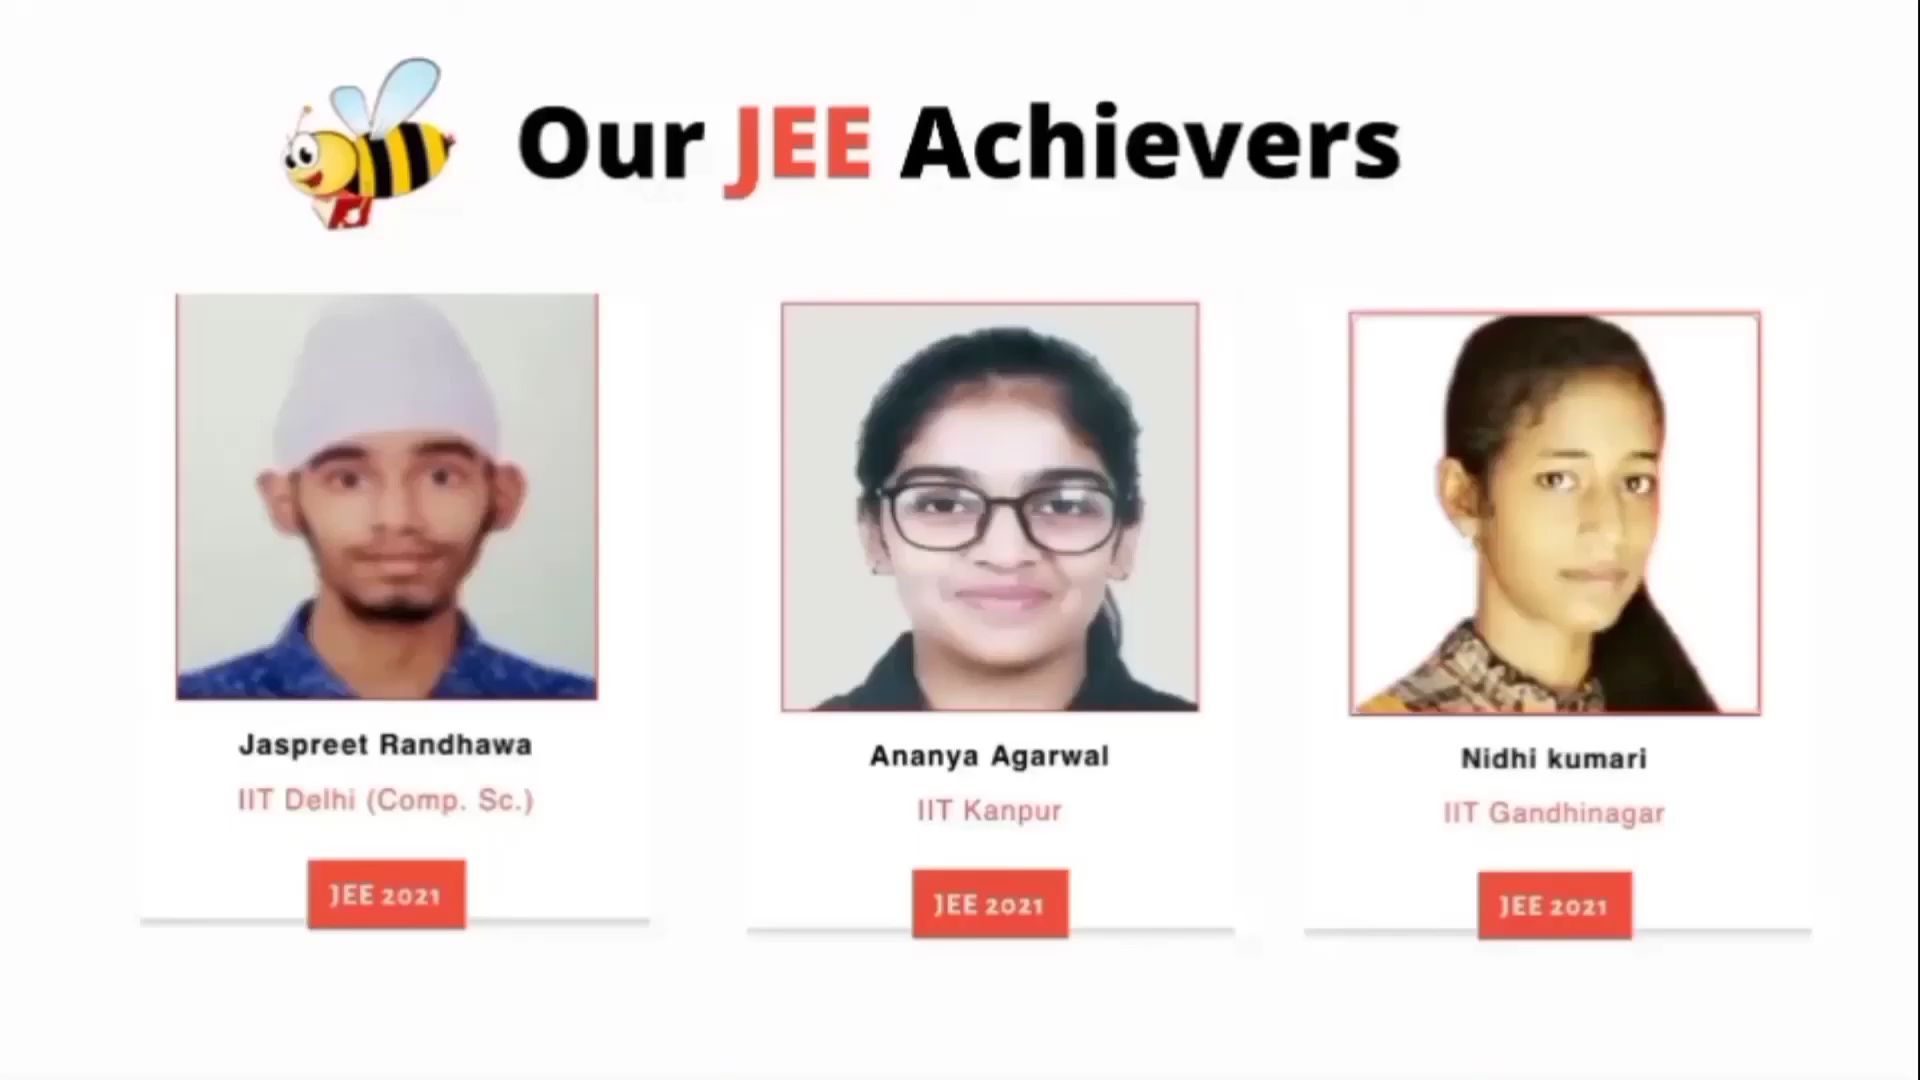 Our JEE Achievers
Jaspreet Randhawa
IIT Delhi (Comp. Sc.)
JEE 2021
Ananya Agarwal
IIT Kanpur
JEE 2021
Nidhi kumari
IIT Gandhinagar
JEE 2021